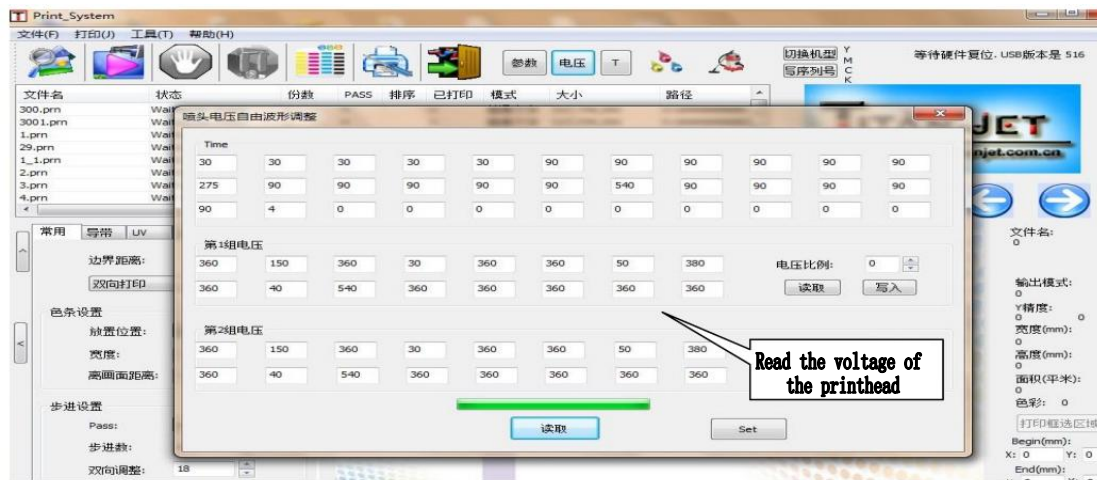 Print_System
文件(F) 打印(J) 工具(T) 帮助(H)
参数 电压 T 切换机型 Y 等待硬件复位. USB版本是 516
写序列号 M
C
K
文件名 状态 份数 PASS 排序 已打印 模式 大小 路径
300.prn
3001.prn
1.prn
29.prn
1_1.prn
2.prn
3.prn
4.prn
喷头电压自由波形调整
JET
jet.com.cn
Time
30 30 30 30 30 90 90 90 90 90 90
275 90 90 90 90 90 540 90 90 90 90
90 4 0 0 0 0 0 0 0 0 0
第1组电压
360 150 360 30 360 360 50 380 电压比例: 0
360 40 540 360 360 360 360 360 读取 写入
第2组电压
360 150 360 30 360 360 50 380
360 40 540 360 360 360 360 360
Read the voltage of
the printhead
读取 Set
常用 导带 UV
边界距离:
双向打印
色条设置
放置位置:
宽度:
离画面距离:
步进设置
Pass:
步进数:
双向调整: 18
文件名:
0
输出模式:
0
Y精度:
0 0
宽度(mm):
0
高度(mm):
0
面积(平米):
0
色彩: 0
打印框选区域
Begin(mm):
X: 0 Y: 0
End(mm):